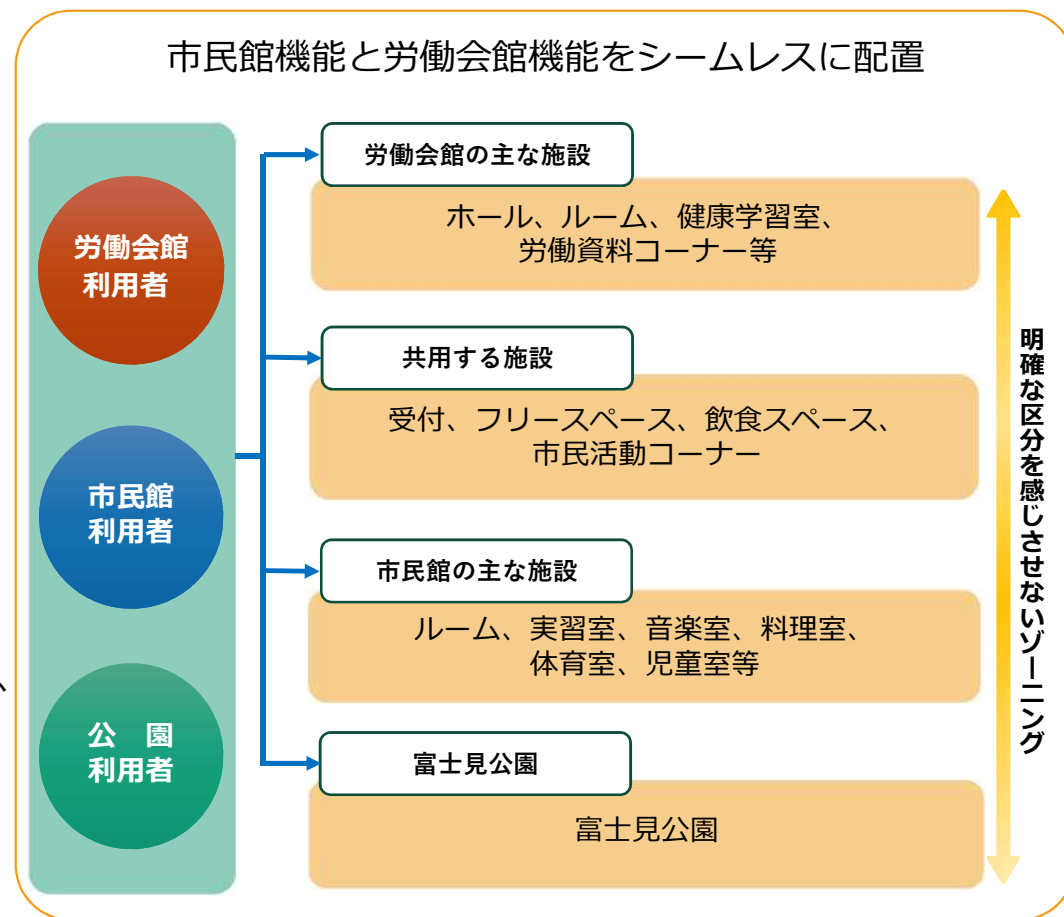 市民館機能と労働会館機能をシームレスに配置
労働会館
利用者
市民館
利用者
公　園
利用者
労働会館の主な施設
ホール、ルーム、健康学習室、
労働資料コーナー等
共用する施設
受付、フリースペース、飲食スペース、
市民活動コーナー
市民館の主な施設
ルーム、実習室、音楽室、料理室、
体育室、児童室等
富士見公園
富士見公園
明確な区分を感じさせないゾーニング